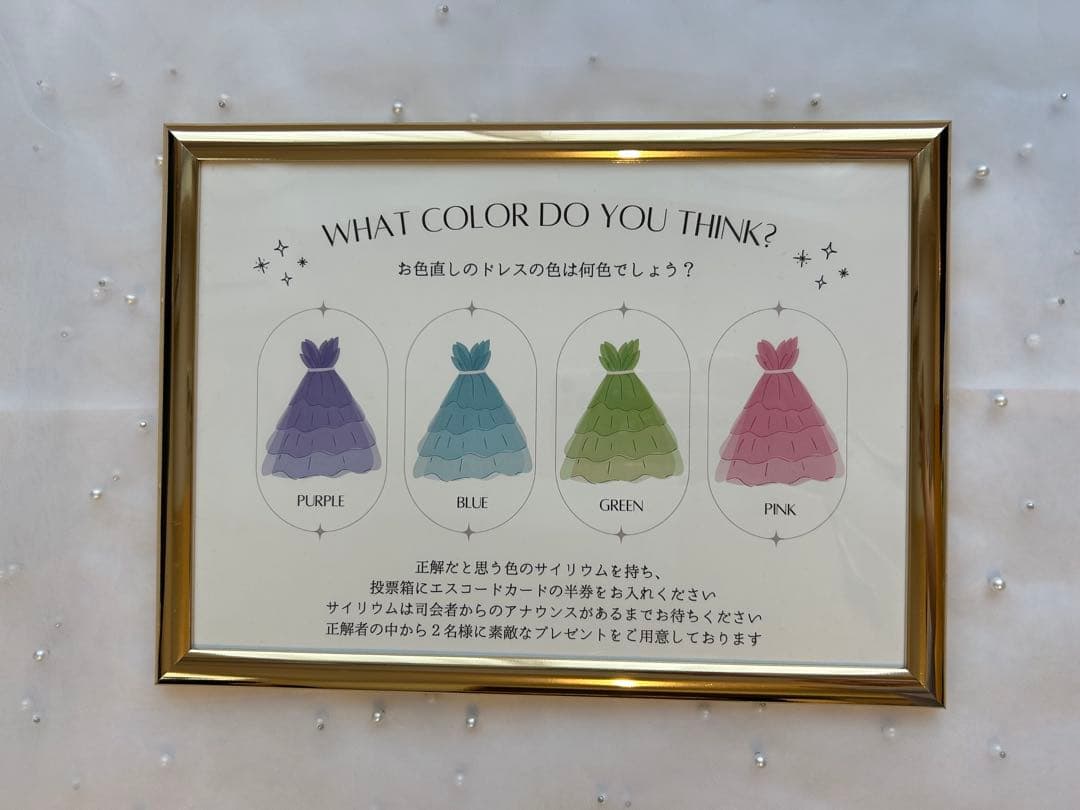 WHAT COLOR DO YOU THINK?
お色直しのドレスの色は何色でしょう？
PURPLE
BLUE
GREEN
PINK
正解だと思う色のサイリウムを持ち、
投票箱にエスコードカードの半券をお入れください
サイリウムは司会者からのアナウンスがあるまでお待ちください
正解者の中から２名様に素敵なプレゼントをご用意しております